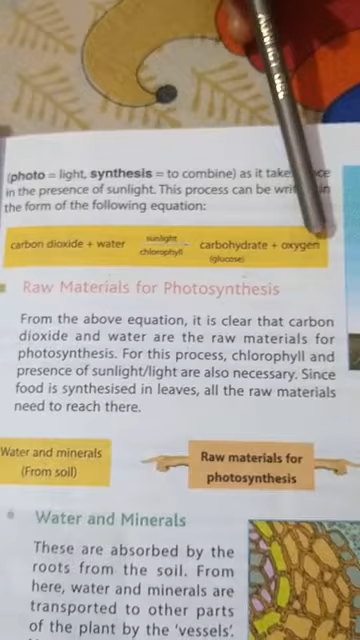 (photo = light, synthesis = to combine) as it take
in the presence of sunlight. This process can be in
the form of the following equation:
carbon dioxide + water sunlight chlorophyll carbohydrate + oxygen
(glucose)
Raw Materials for Photosynthesis
From the above equation, it is clear that carbon
dioxide and water are the raw materials for
photosynthesis. For this process, chlorophyll and
presence of sunlight/light are also necessary. Since
food is synthesised in leaves, all the raw materials
need to reach there.
Water and minerals
(From soil)
Raw materials for
photosynthesis
Water and Minerals
These are absorbed by the
roots from the soil. From
here, water and minerals are
transported to other parts
of the plant by the 'vessels'.